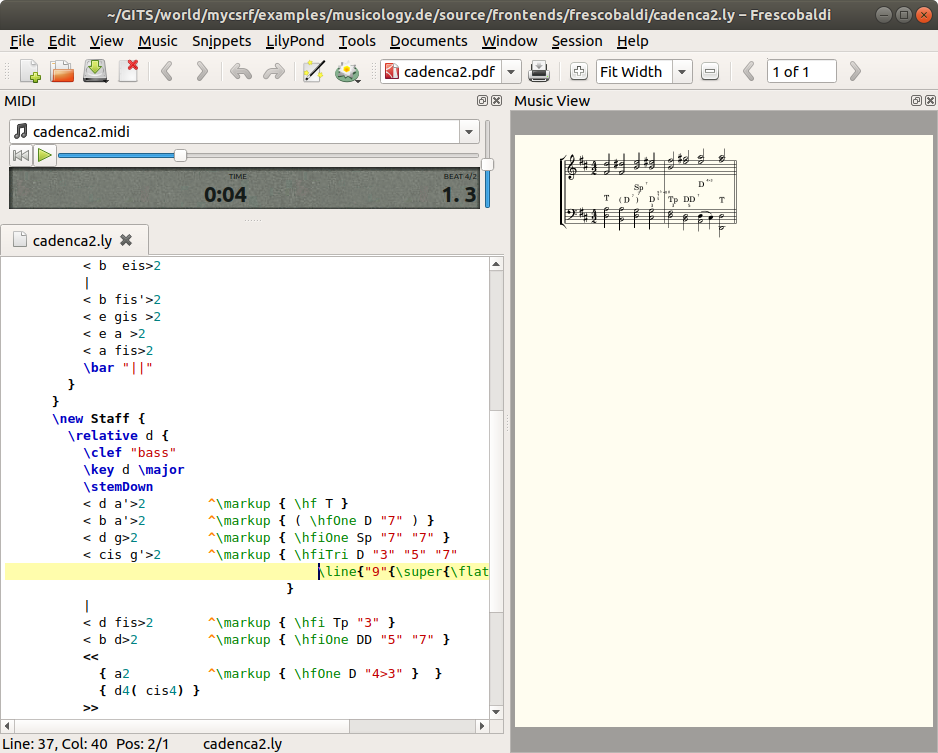 ~/GITS/world/mycsrf/examples/musicology.de/source/frontends/frescobaldi/cadenca2.ly – Frescobaldi
File Edit View Music Snippets LilyPond Tools Documents Window Session Help
cadenca2.pdf Fit Width 1 of 1
MIDI
cadenca2.midi
TIME BEAT 4/2
0:04 1. 3
cadenca2.ly
< b  eis>2
|
< b fis'>2
< e gis >2
< e a >2
< a fis>2
\bar "||"
}
}
\new Staff {
\relative d {
\clef "bass"
\key d \major
\stemDown
< d a'>2 ^\markup { \hf T }
< b a'>2 ^\markup { ( \hfOne D "7" ) }
< d g>2 ^\markup { \hfiOne Sp "7" "7" }
< cis g'>2 ^\markup { \hfiTri D "3" "5" "7"
\line{"9"{\super{\flat
}
|
< d fis>2 ^\markup { \hfi Tp "3" }
< b d>2 ^\markup { \hfiOne DD "5" "7" }
<<
{ a2 ^\markup { \hfOne D "4>3" }  }
{ d4( cis4) }
>>
Line: 37, Col: 40  Pos: 2/1 cadenca2.ly
Music View
Sp D
T ( D ) D Tp DD T